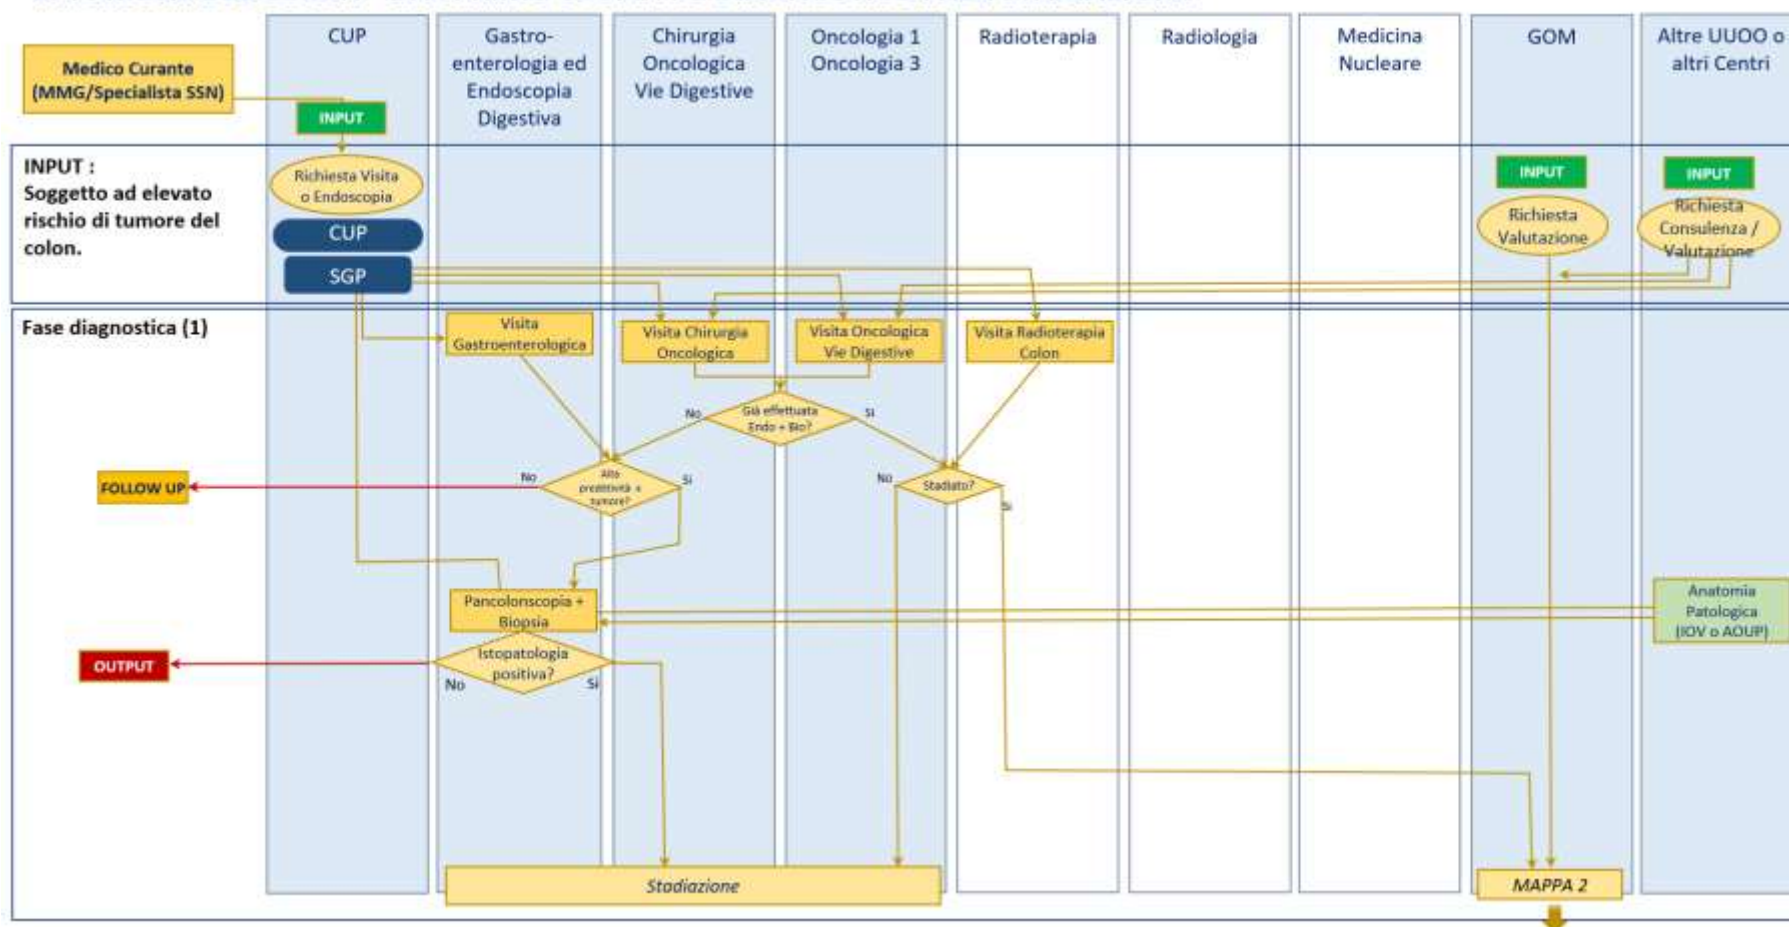 CUP
Gastro-
enterologia ed
Endoscopia
Digestiva
Chirurgia
Oncologica
Vie Digestive
Oncologia 1
Oncologia 3
Radioterapia
Radiologia
Medicina
Nucleare
GOM
Altre UUOO o
altri Centri
Medico Curante
(MMG/Specialista SSN)
INPUT
INPUT :
Soggetto ad elevato
rischio di tumore del
colon.
Richiesta Visita
o Endoscopia
CUP
SGP
INPUT
Richiesta
Valutazione
INPUT
Richiesta
Consulenza /
Valutazione
Fase diagnostica (1)
Visita
Gastroenterologica
Visita Chirurgia
Oncologica
Visita Oncologica
Vie Digestive
Visita Radioterapia
Colon
No
Già effettuata
Endo + Bio?
Si
FOLLOW UP
No
Alta
predittività x
tumore?
Si
No
Stadiato?
Si
Pancolonscopia +
Biopsia
Anatomia
Patologica
(IOV o AOUP)
OUTPUT
Istopatologia
positiva?
No
Si
Stadiazione
MAPPA 2